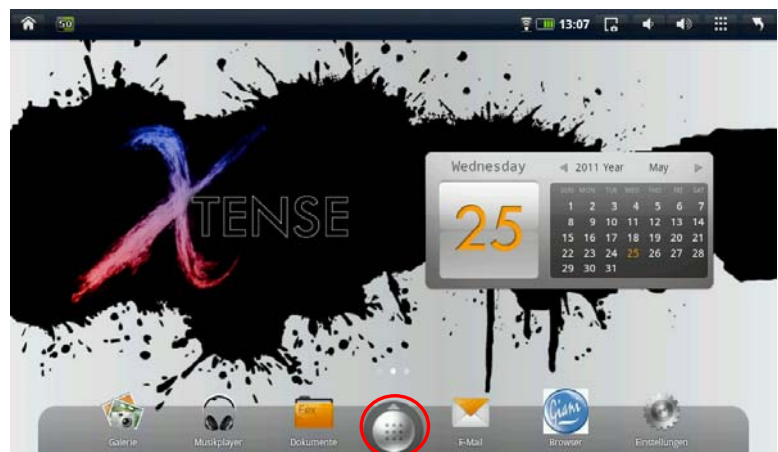 50 13:07
XTENSE
Wednesday 2011 Year May
25
SUN MON TUE WED THU FRI SAT
1 2 3 4 5 6 7
8 9 10 11 12 13 14
15 16 17 18 19 20 21
22 23 24 25 26 27 28
29 30 31
Fex
Galerie Musikplayer Dokumente E-Mail Browser Einstellungen